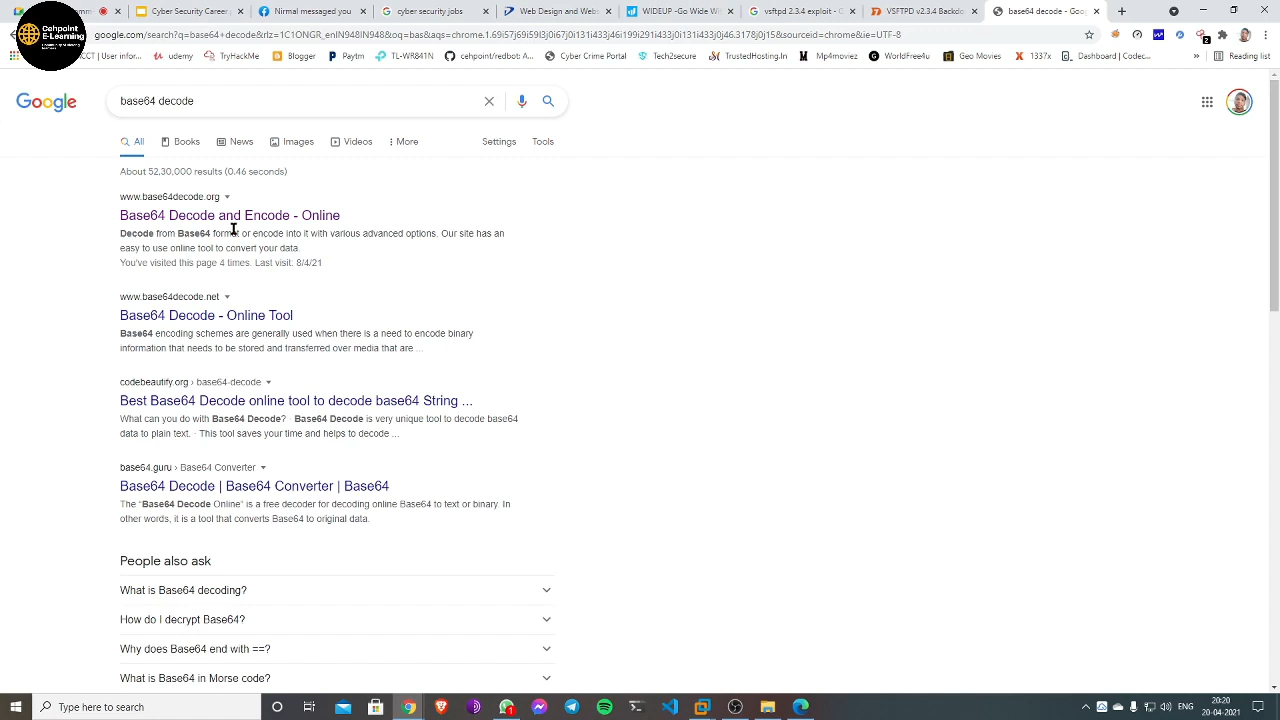 Cehpoint
E-Learning
Cyber Security Career
Nirmal messaged you
cyber security jobs
Web Design and Webs
WIDEUP - Go Wide Wi
vsftpd 2.3.4 exploit - G
VSFTPD v2.3.4 Backdo
base64 decode - Goog
User infor...
Udemy
TryHackMe
Blogger
Paytm
TL-WR841N
cehpoint/redbot: A...
Cyber Crime Portal
Tech2secure
TrustedHosting.In
Mp4moviez
WorldFree4u
Geo Movies
1337x
Dashboard | Codec...
»
Reading list
Google
base64 decode
All
Books
News
Images
Videos
More
Settings
Tools
About 52,30,000 results (0.46 seconds)
www.base64decode.org
Base64 Decode and Encode - Online
Decode from Base64 format or encode into it with various advanced options. Our site has an
easy to use online tool to convert your data.
You've visited this page 4 times. Last visit: 8/4/21
www.base64decode.net
Base64 Decode - Online Tool
Base64 encoding schemes are generally used when there is a need to encode binary
information that needs to be stored and transferred over media that are ...
codebeautify.org › base64-decode
Best Base64 Decode online tool to decode base64 String ...
What can you do with Base64 Decode? · Base64 Decode is very unique tool to decode base64
data to plain text. · This tool saves your time and helps to decode ...
base64.guru › Base64 Converter
Base64 Decode | Base64 Converter | Base64
The "Base64 Decode Online" is a free decoder for decoding online Base64 to text or binary. In
other words, it is a tool that converts Base64 to original data.
People also ask
What is Base64 decoding?
How do I decrypt Base64?
Why does Base64 end with ==?
What is Base64 in Morse code?
Type here to search
ENG
20:20
20-04-2021